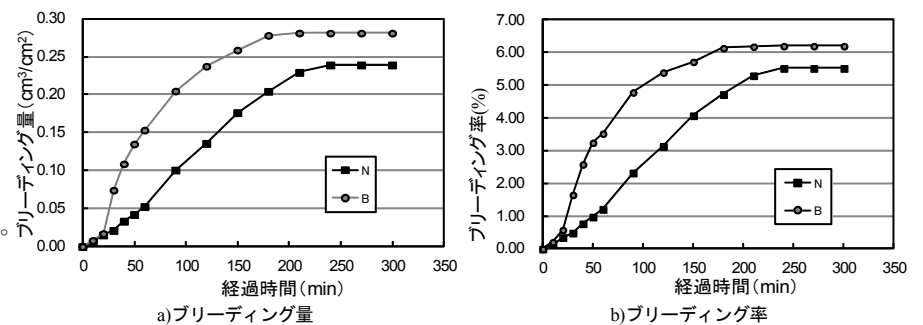 ブリーディング量(cm³/cm²)
0.30
0.25
0.20
0.15
0.10
0.05
0.00
0 50 100 150 200 250 300 350
経過時間(min)
N
B
a)ブリーディング量
。
ブリーディング率(%)
7.00
6.00
5.00
4.00
3.00
2.00
1.00
0.00
0 50 100 150 200 250 300 350
経過時間(min)
N
B
b)ブリーディング率